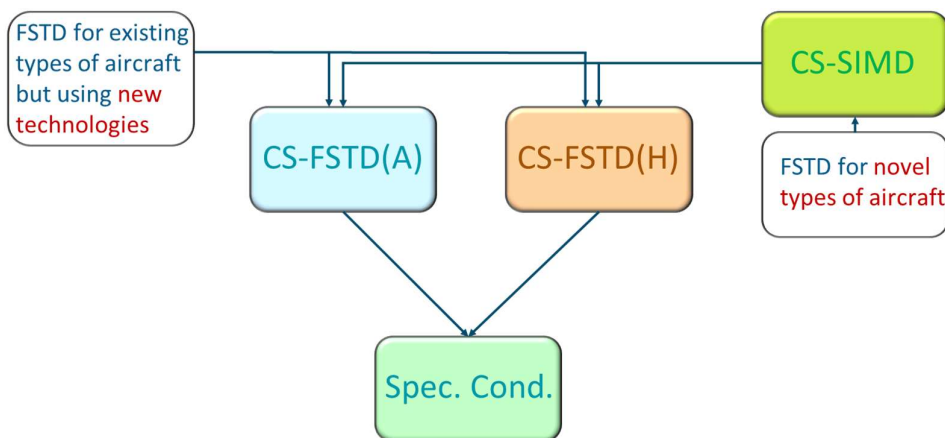 FSTD for existing
types of aircraft
but using new
technologies
CS-SIMD
CS-FSTD(A)
CS-FSTD(H)
FSTD for novel
types of aircraft
Spec. Cond.